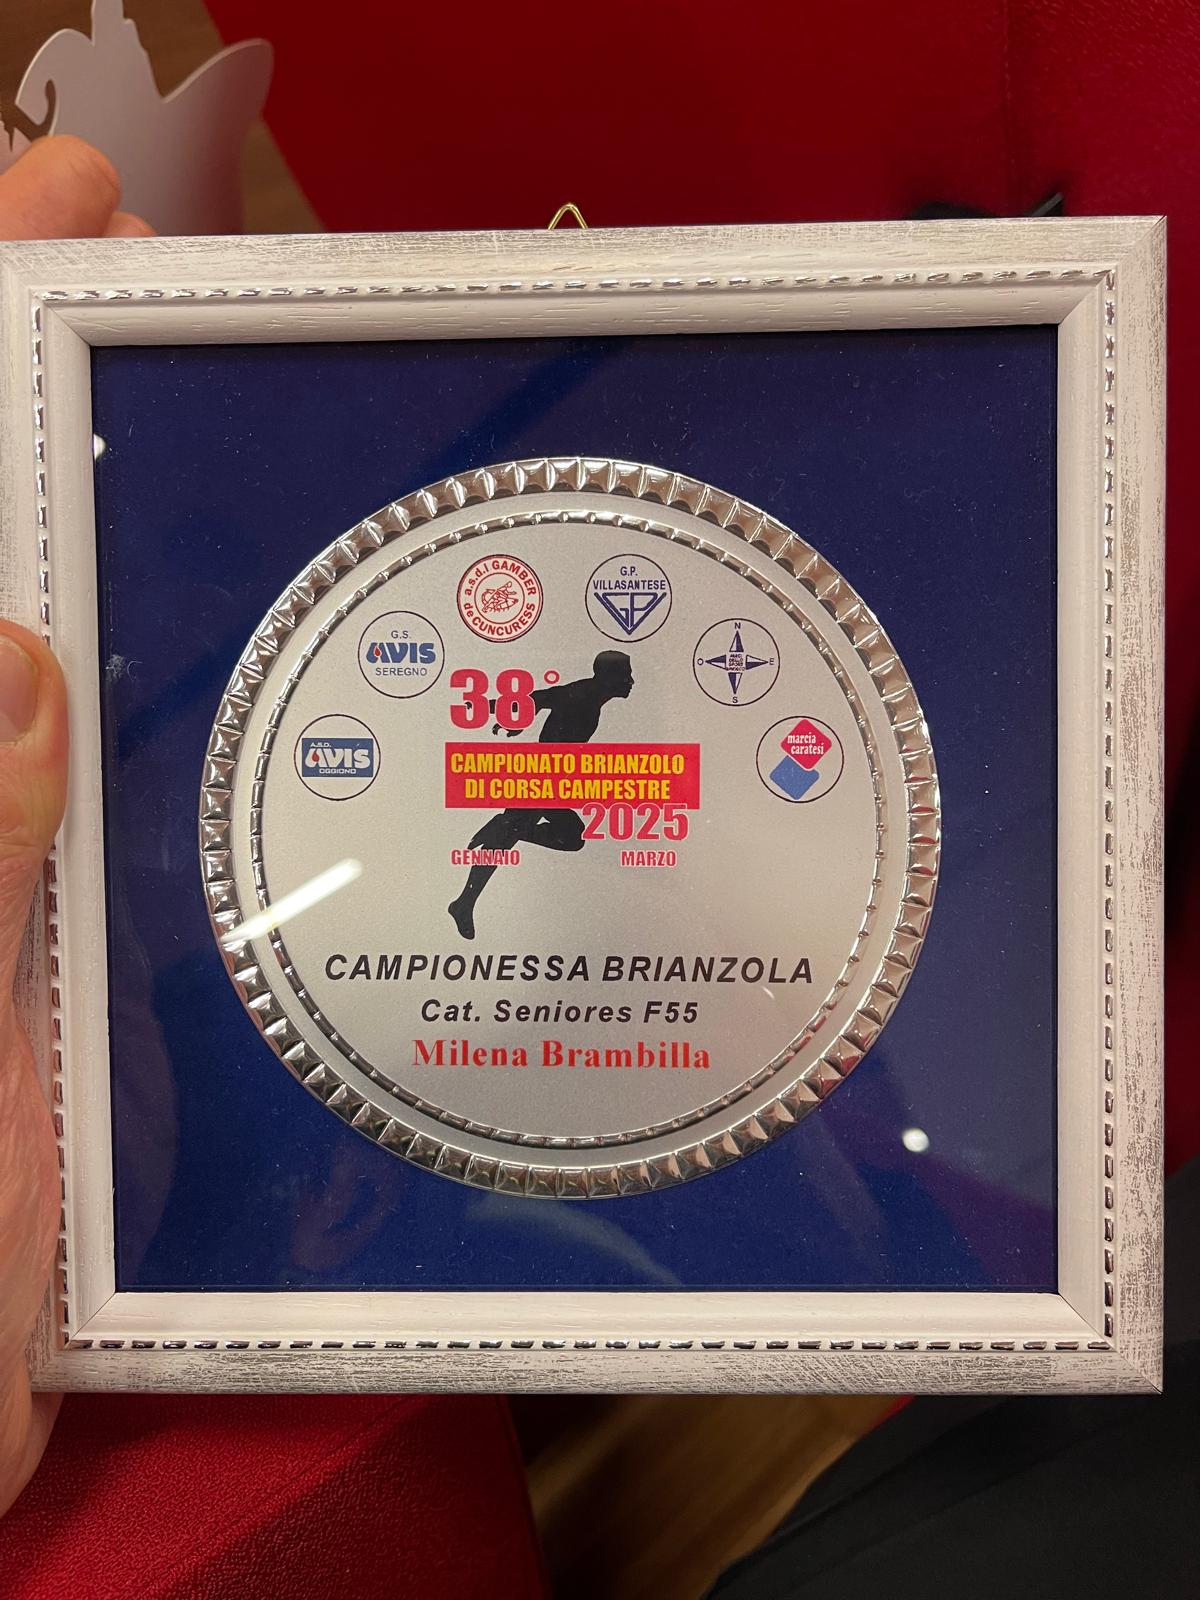 a.s.d. I GAMBER
de CUNCURESS
G.P.
VILLASANTESE
GPV
G.S.
AVIS
SEREGNO
N
O
E
S
A.S.D.
AVIS
OGGIONO
marcia
caratesi
38°
CAMPIONATO BRIANZOLO
DI CORSA CAMPESTRE
2025
GENNAIO
MARZO
CAMPIONESSA BRIANZOLA
Cat. Seniores F55
Milena Brambilla